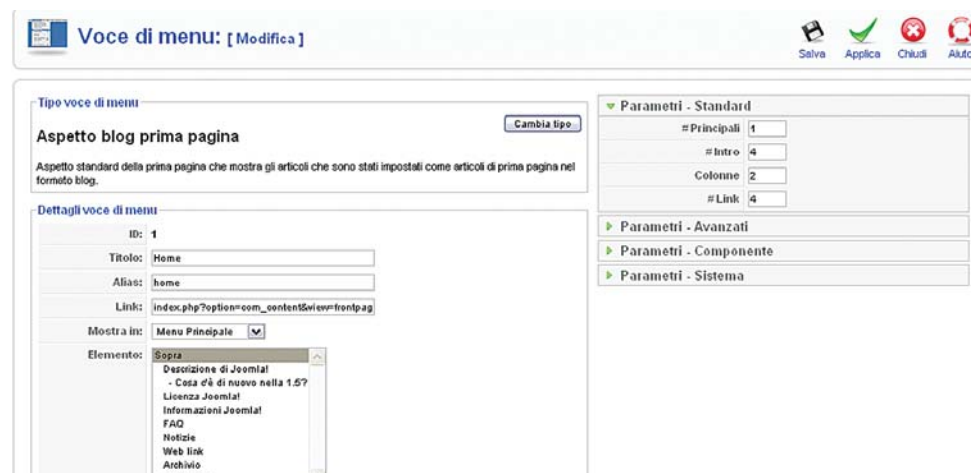 Voce di menu: [ Modifica ]
Salva Applica Chiudi
Tipo voce di menu
Aspetto blog prima pagina
Cambia tipo
Aspetto standard della prima pagina che mostra gli articoli che sono stati impostati come articoli di prima pagina nel
formato blog.
Dettagli voce di menu
ID: 1
Titolo: Home
Alias: home
Link: index.php?option=com_content&view=frontpag
Mostra in: Menu Principale
Elemento: Sopra
Descrizione di Joomla!
- Cosa c'è di nuovo nella 1.5?
Licenza Joomla!
Informazioni Joomla!
FAQ
Notizie
Web link
Archivio
Parametri - Standard
# Principali 1
# Intro 4
Colonne 2
# Link 4
Parametri - Avanzati
Parametri - Componente
Parametri - Sistema